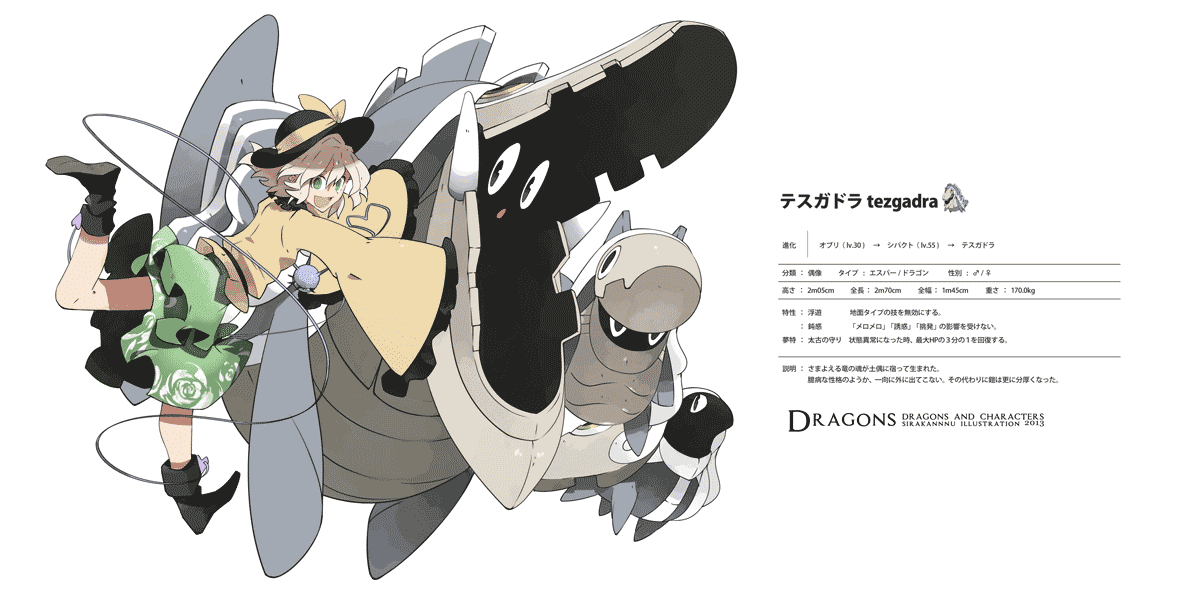 テスガドラ tezgadra
進化 オブリ（lv.30） → シバクト（lv.55） → テスガドラ
分類 ： 偶像 タイプ ： エスパー / ドラゴン 性別 ： ♂ / ♀
高さ ： 2m05cm 全長 ： 2m70cm 全幅 ： 1m45cm 重さ ： 170.0kg
特性 ： 浮遊 地面タイプの技を無効にする。
： 鈍感 「メロメロ」「誘惑」「挑発」の影響を受けない。
夢特 ： 太古の守り 状態異常になった時、最大HPの３分の１を回復する。
説明 ： さまよえる竜の魂が土偶に宿って生まれた。
臆病な性格のようか、一向に外に出てこない。その代わりに鎧は更に分厚くなった。
DRAGONS DRAGONS AND CHARACTERS
SIRAKANNNU ILLUSTRATION 2013